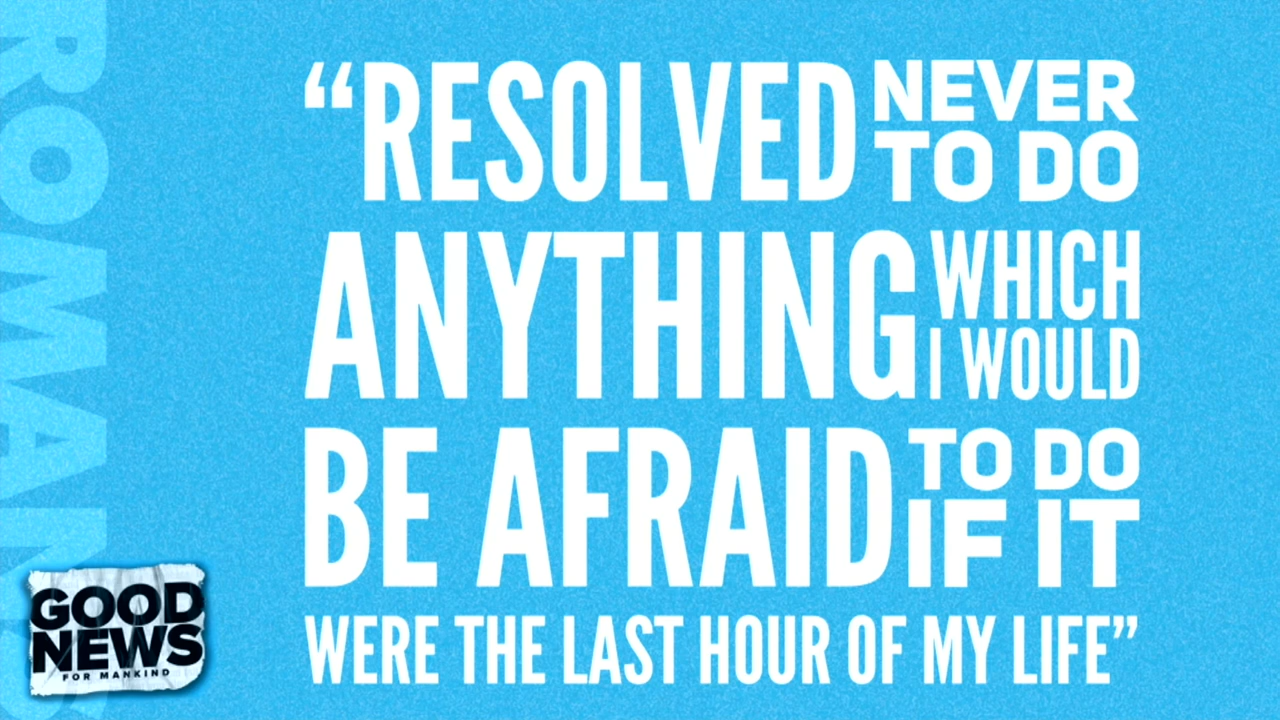 ROMANS
“RESOLVED NEVER TO DO
ANYTHING WHICH I WOULD
BE AFRAID TO DO IF IT
WERE THE LAST HOUR OF MY LIFE”
GOOD
NEWS
FOR MANKIND